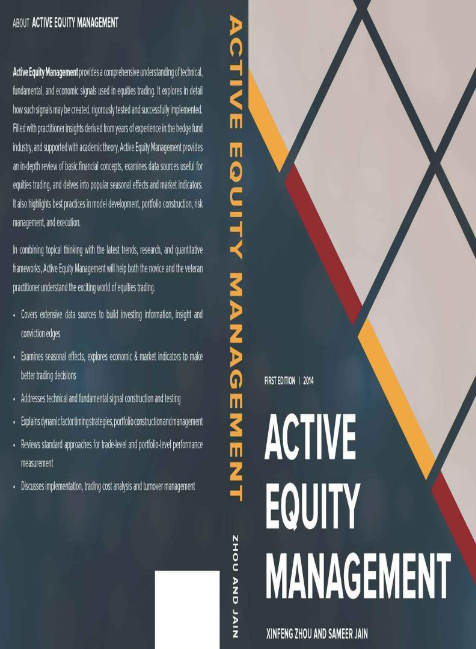 ABOUT ACTIVE EQUITY MANAGEMENT
Active Equity Management provides a comprehensive understanding of technical,
fundamental, and economic signals used in equities trading. It explores in detail
how such signals may be created, rigorously tested and successfully implemented.
Filled with practitioner insights derived from years of experience in the hedge fund
industry, and supported with academic theory, Active Equity Management provides
an in-depth review of basic financial concepts, examines data sources useful for
equities trading, and delves into popular seasonal effects and market indicators.
It also highlights best practices in model development, portfolio construction, risk
management, and execution.
In combining topical thinking with the latest trends, research, and quantitative
frameworks, Active Equity Management will help both the novice and the veteran
practitioner understand the exciting world of equities trading.
• Covers extensive data sources to build investing information, insight and
conviction edges
• Examines seasonal effects, explores economic & market indicators to make
better trading decisions
• Addresses technical and fundamental signal construction and testing
• Explains dynamic factor timing strategies, portfolio construction and management
• Reviews standard approaches for trade-level and portfolio-level performance
measurement
• Discusses implementation, trading cost analysis and turnover management
ACTIVE EQUITY MANAGEMENT
ZHOU AND JAIN
FIRST EDITION | 2014
ACTIVE
EQUITY
MANAGEMENT
XINFENG ZHOU AND SAMEER JAIN